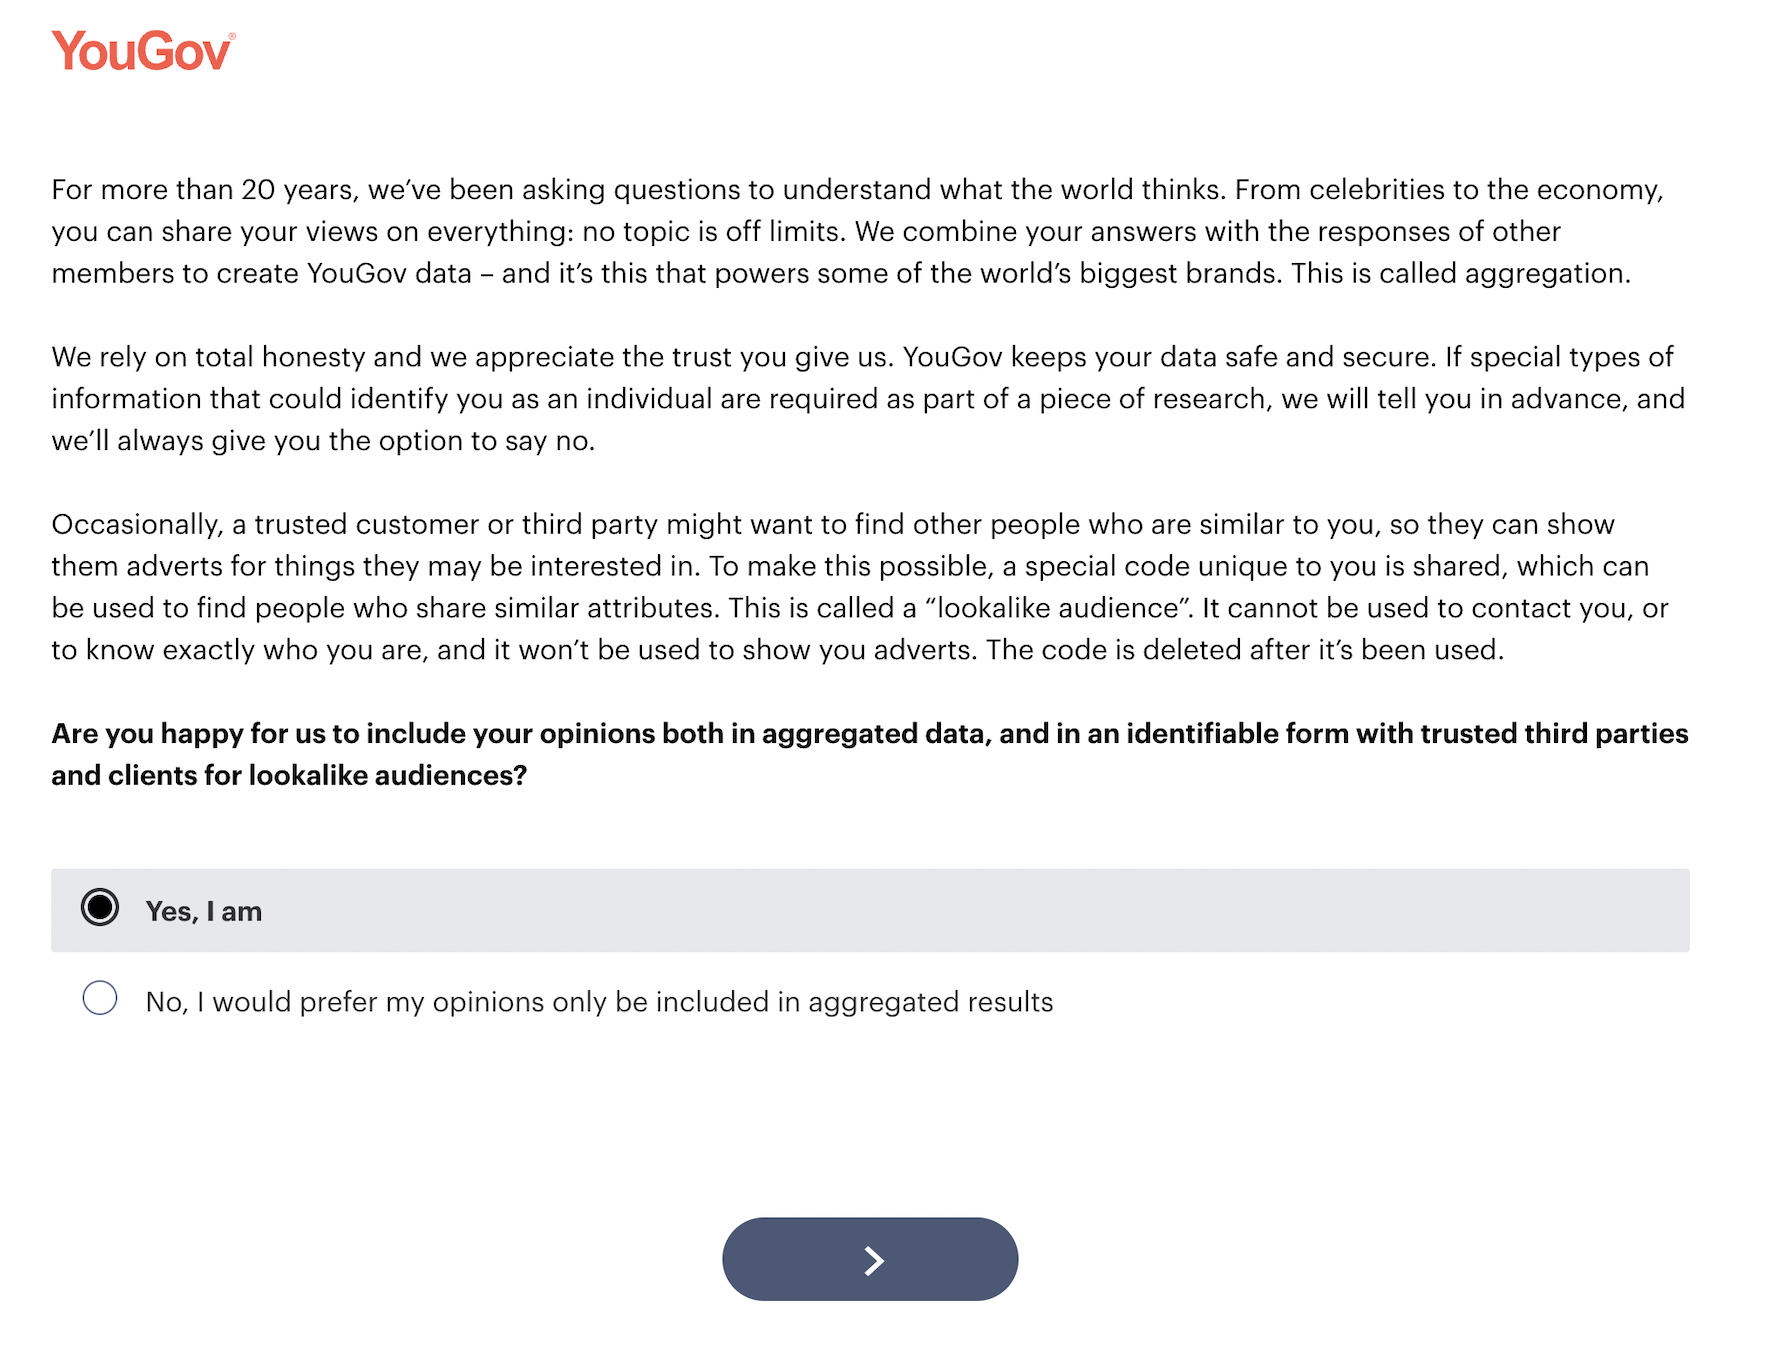 YouGov®
For more than 20 years, we’ve been asking questions to understand what the world thinks. From celebrities to the economy,
you can share your views on everything: no topic is off limits. We combine your answers with the responses of other
members to create YouGov data – and it’s this that powers some of the world’s biggest brands. This is called aggregation.
We rely on total honesty and we appreciate the trust you give us. YouGov keeps your data safe and secure. If special types of
information that could identify you as an individual are required as part of a piece of research, we will tell you in advance, and
we’ll always give you the option to say no.
Occasionally, a trusted customer or third party might want to find other people who are similar to you, so they can show
them adverts for things they may be interested in. To make this possible, a special code unique to you is shared, which can
be used to find people who share similar attributes. This is called a “lookalike audience”. It cannot be used to contact you, or
to know exactly who you are, and it won’t be used to show you adverts. The code is deleted after it’s been used.
Are you happy for us to include your opinions both in aggregated data, and in an identifiable form with trusted third parties
and clients for lookalike audiences?
Yes, I am
No, I would prefer my opinions only be included in aggregated results